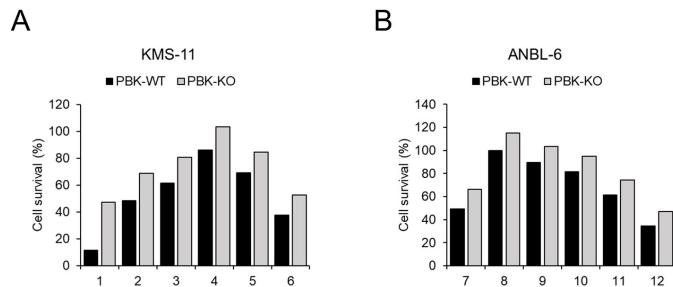 A
KMS-11
PBK-WT PBK-KO
Cell survival (%)
120
100
80
60
40
20
0
1 2 3 4 5 6
B
ANBL-6
PBK-WT PBK-KO
Cell survival (%)
140
120
100
80
60
40
20
0
7 8 9 10 11 12